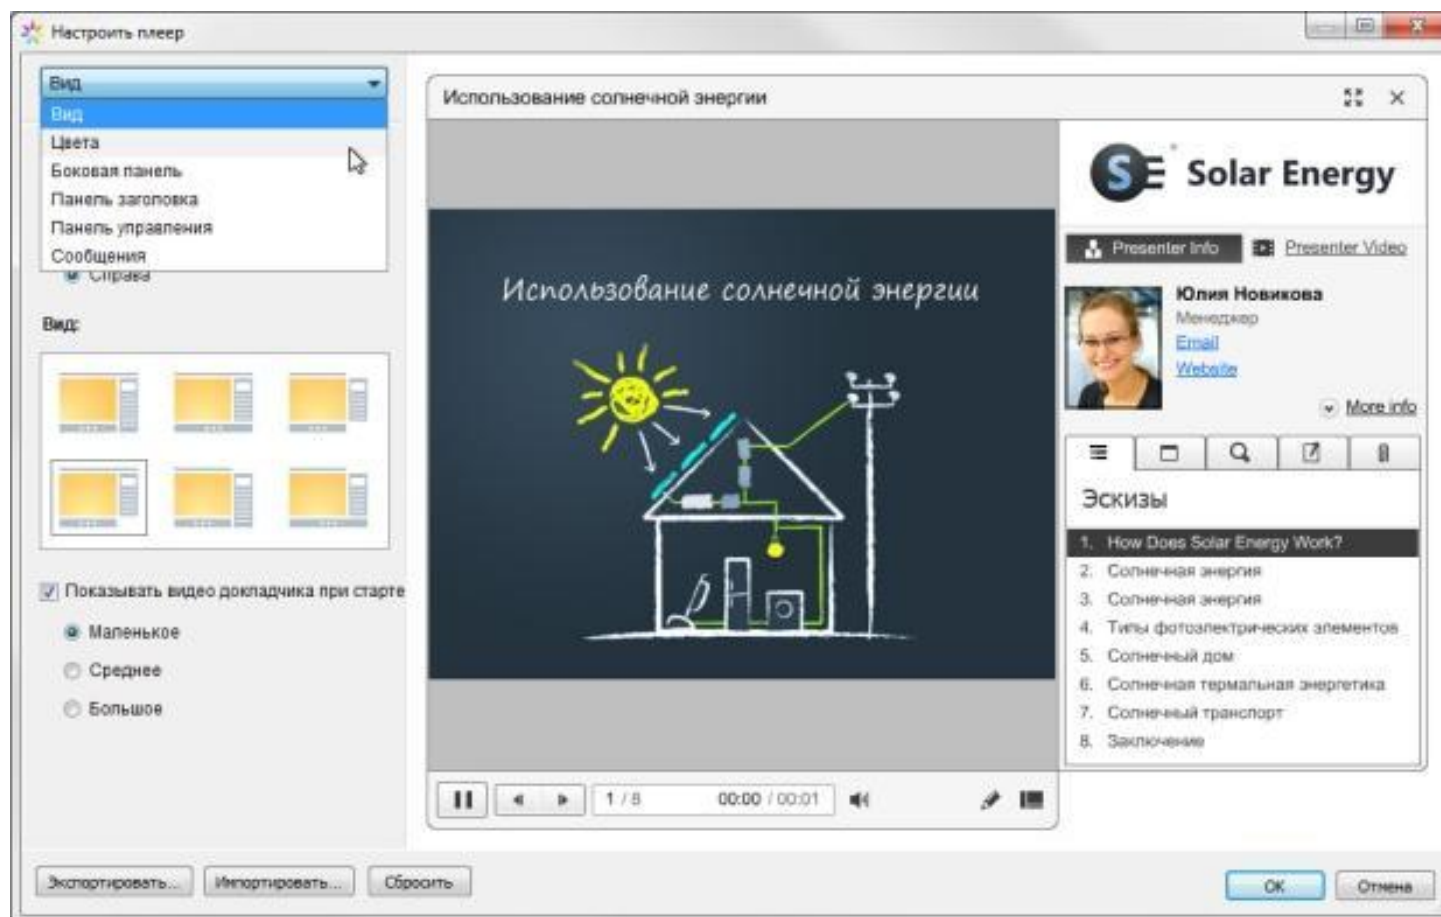 Настроить плеер
Вид
Вид
Цвета
Боковая панель
Панель заголовка
Панель управления
Сообщения
Справа
Вид:
Показывать видео докладчика при старте
Маленькое
Среднее
Большое
Использование солнечной энергии
Использование солнечной энергии
SE Solar Energy
Presenter Info Presenter Video
Юлия Новикова
Менеджер
Email
Website
More info
Эскизы
1. How Does Solar Energy Work?
2. Солнечная энергия
3. Солнечная энергия
4. Типы фотоэлектрических элементов
5. Солнечный дом
6. Солнечная термальная энергетика
7. Солнечный транспорт
8. Заключение
1 / 8 00:00 / 00:01
Экспортировать... Импортировать... Сбросить OK Отмена